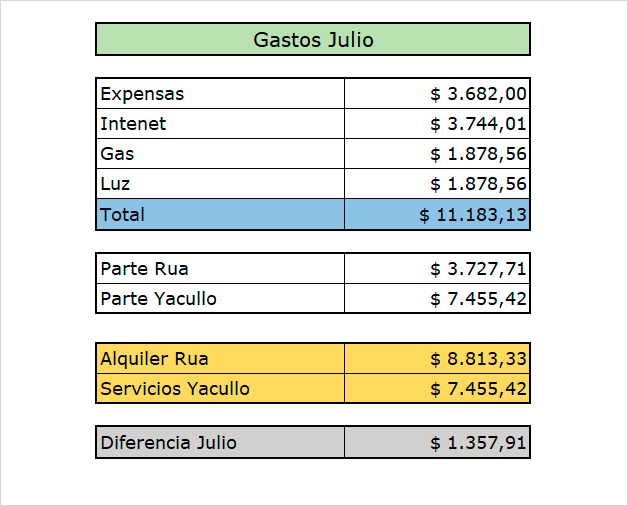 Gastos Julio
Expensas $ 3.682,00
Intenet $ 3.744,01
Gas $ 1.878,56
Luz $ 1.878,56
Total $ 11.183,13
Parte Rua $ 3.727,71
Parte Yacullo $ 7.455,42
Alquiler Rua $ 8.813,33
Servicios Yacullo $ 7.455,42
Diferencia Julio $ 1.357,91